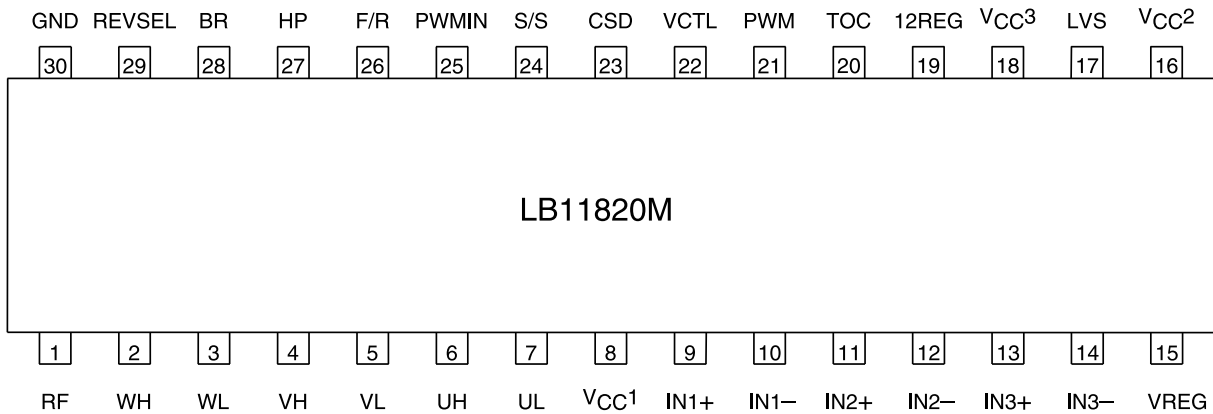 GND REVSEL BR HP F/R PWMIN S/S CSD VCTL PWM TOC 12REG VCC3 LVS VCC2
30 29 28 27 26 25 24 23 22 21 20 19 18 17 16
LB11820M
1 2 3 4 5 6 7 8 9 10 11 12 13 14 15
RF WH WL VH VL UH UL VCC1 IN1+ IN1− IN2+ IN2− IN3+ IN3− VREG